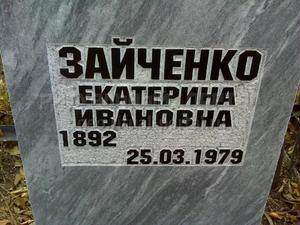 ЗАЙЧЕНКО
ЕКАТЕРИНА
ИВАНОВНА
1892
25.03.1979